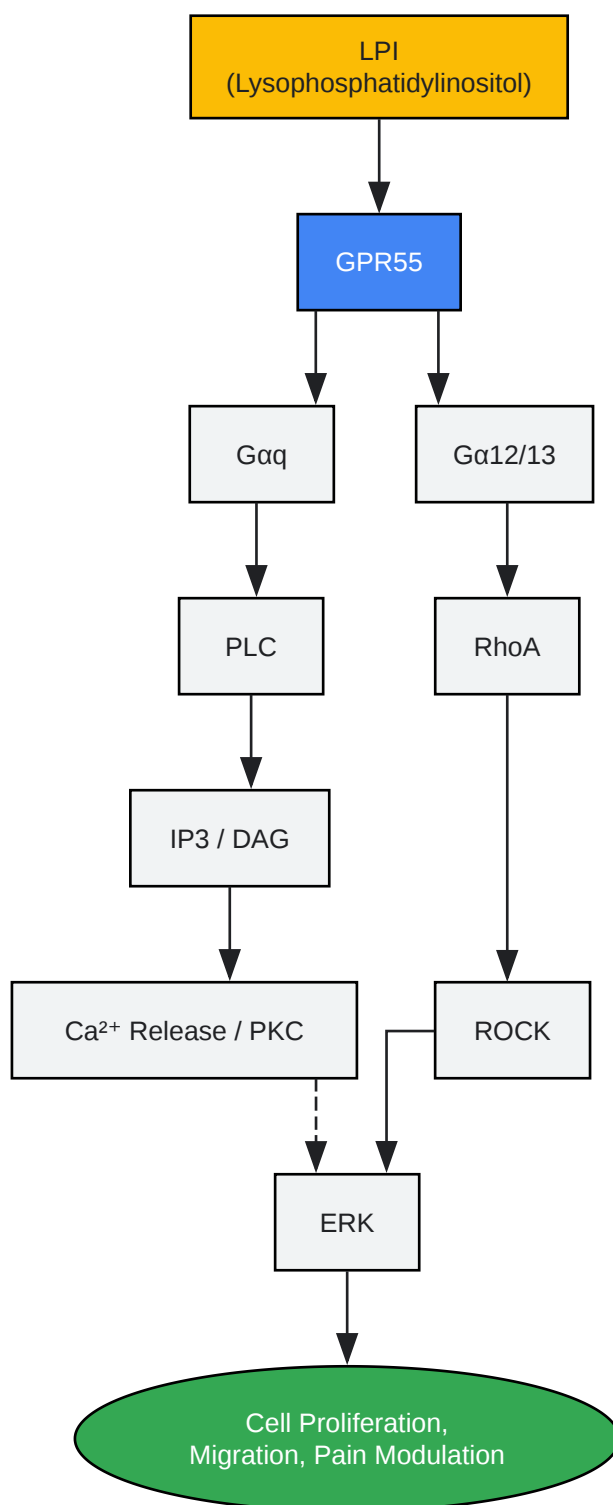 LPI
(Lysophosphatidylinositol)
GPR55
Gαq
Gα12/13
PLC
RhoA
IP3 / DAG
Ca²⁺ Release / PKC
ROCK
ERK
Cell Proliferation,
Migration, Pain Modulation